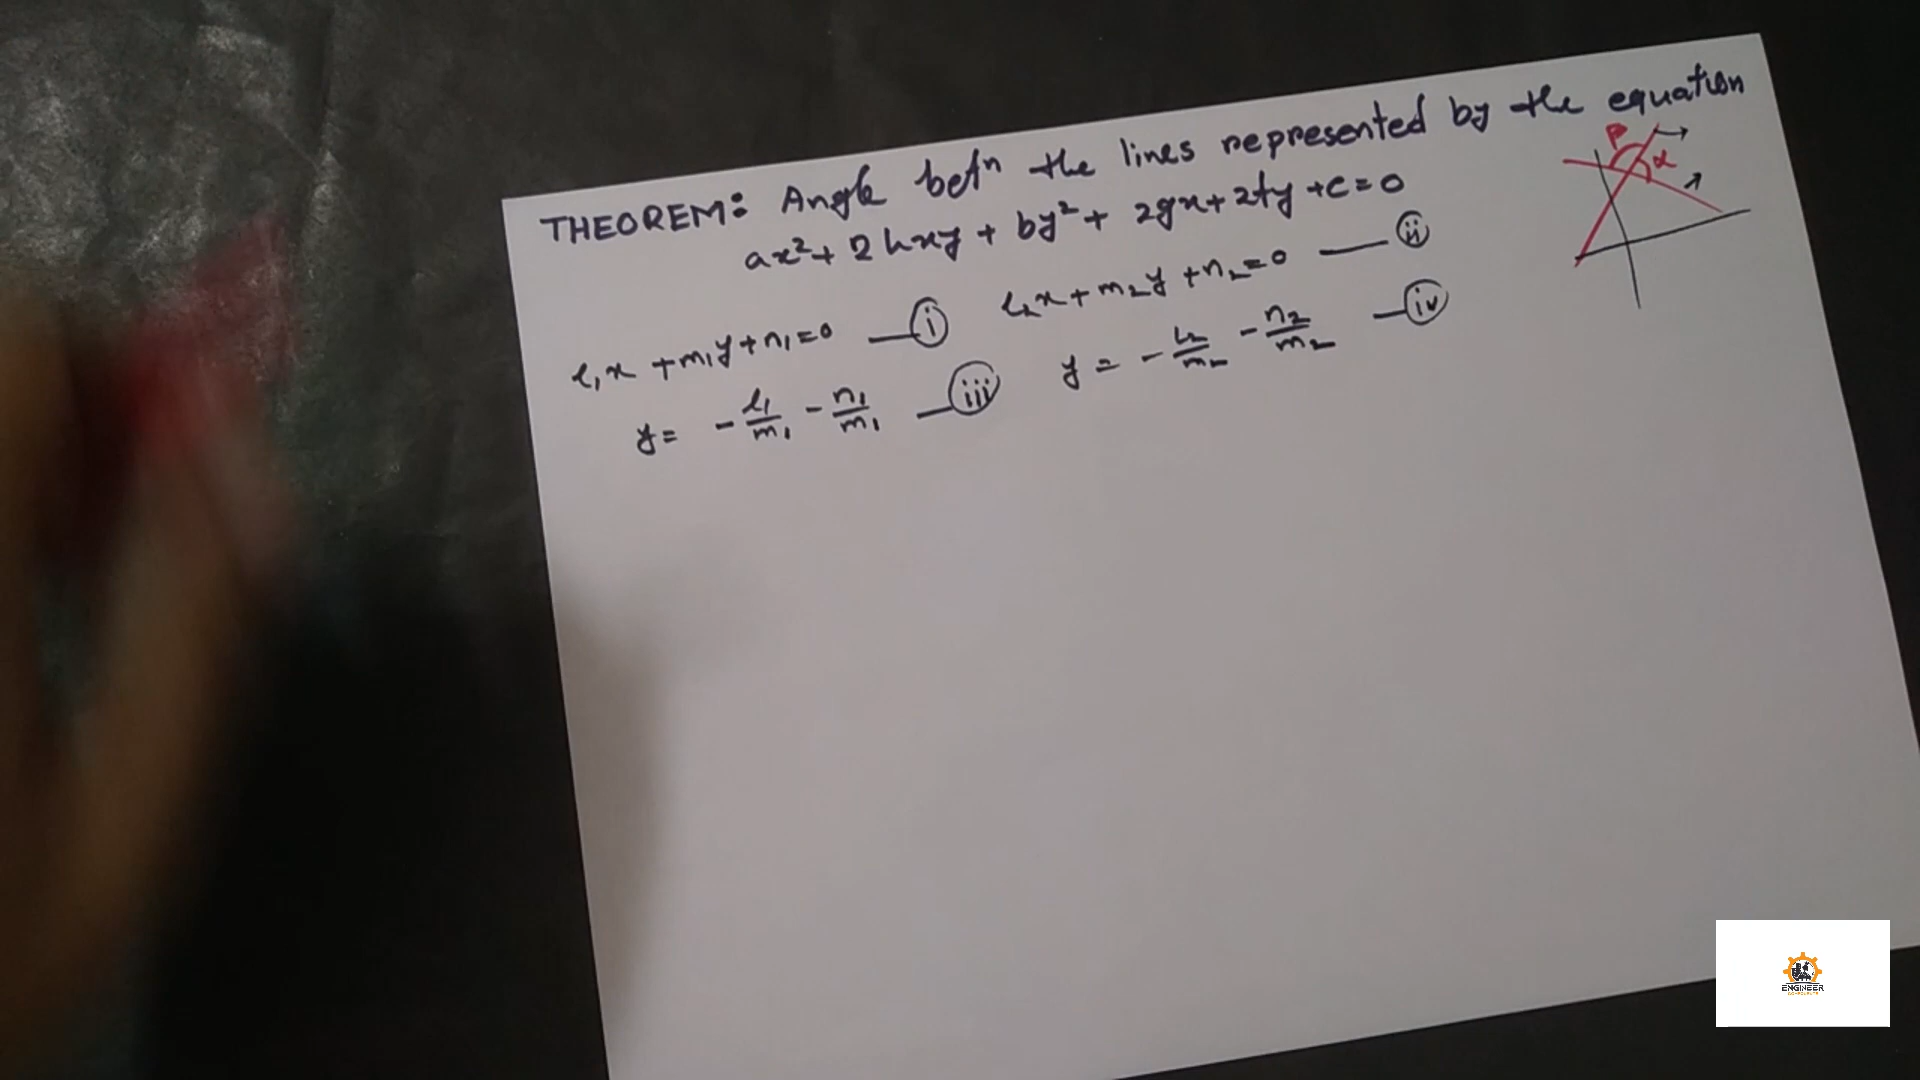 THEOREM: Angle betn the lines represented by the equation
ax² + 2hxy + by² + 2gx + 2fy + c = 0
l₁x + m₁y + n₁ = 0 — (i) l₂x + m₂y + n₂ = 0 — (ii)
y = - l₁/m₁ - n₁/m₁ — (iii) y = - l₂/m₂ - n₂/m₂ — (iv)
β
α
ENGINEER